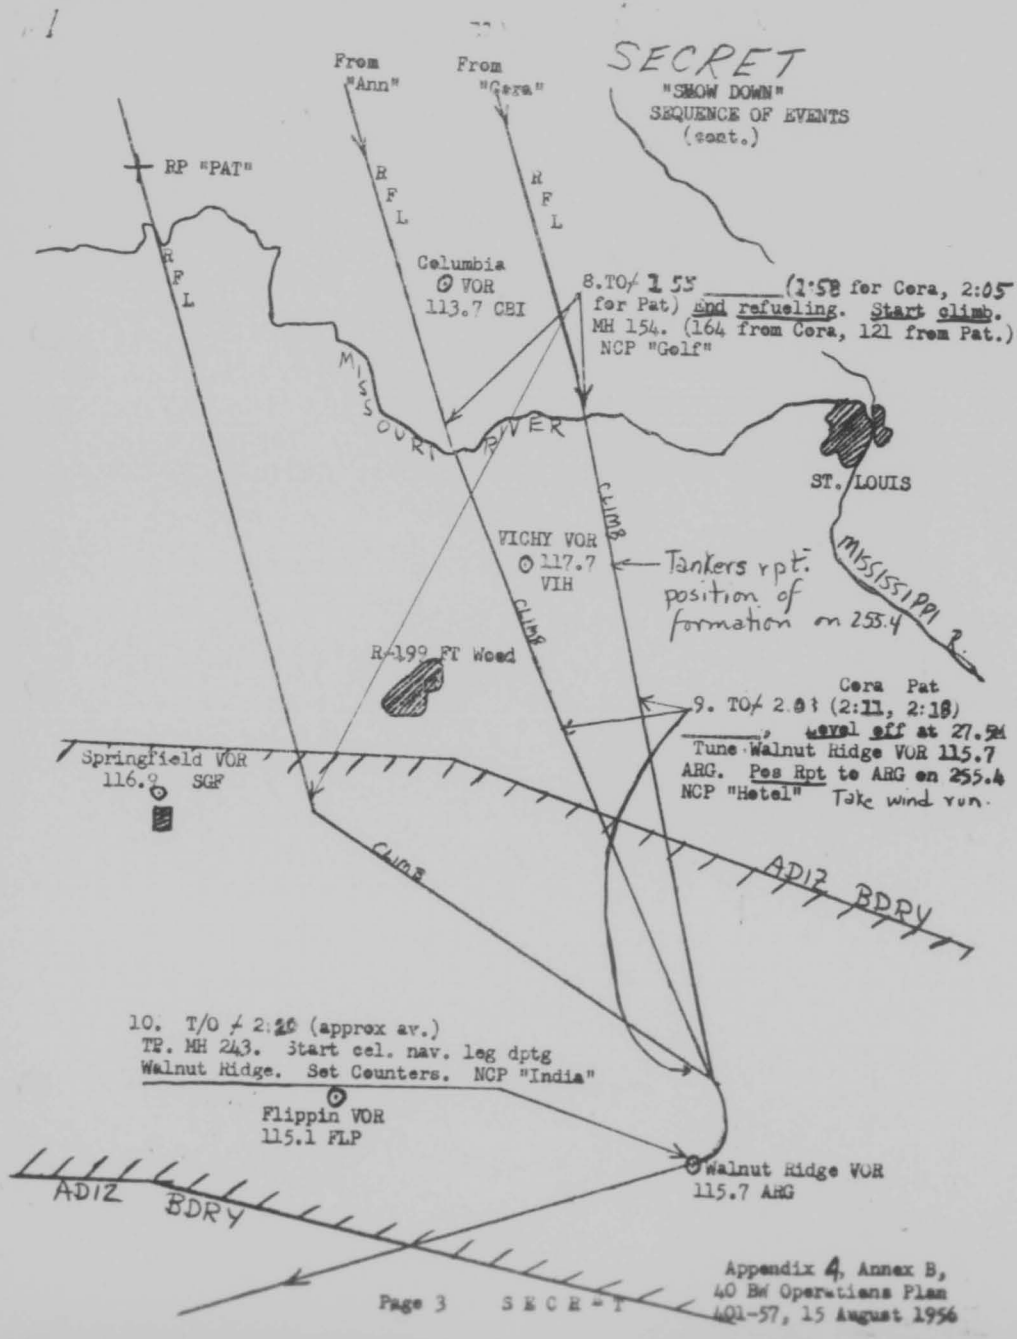 1
SECRET
"SHOW DOWN"
SEQUENCE OF EVENTS
(cont.)
From
"Ann"
From
RP "PAT"
R
F
L
R
F
L
R
F
L
Columbia
VOR
113.7 CBI
8. TO/ 1 55 ______ (1:58 for Cora, 2:05
for Pat) End refueling. Start climb.
MH 154. (164 from Cora, 121 from Pat.)
NCP "Golf"
MISSOURI RIVER
ST. LOUIS
MISSISSIPPI R.
CLIMB
VICHY VOR
117.7
VIH
Tankers rpt.
position of
formation on 255.4
CLIMB
R-199 FT Wood
Cora Pat
9. TO/ 2.03 (2:11, 2:18)
______, Level off at 27.5M
Tune Walnut Ridge VOR 115.7
ARG. Pos Rpt to ARG on 255.4
NCP "Hotel" Take wind run.
Springfield VOR
116.9 SGF
CLIMB
ADIZ BDRY
10. T/O / 2:20 (approx av.)
TP. MH 243. Start cel. nav. leg dptg
Walnut Ridge. Set Counters. NCP "India"
Flippin VOR
115.1 FLP
Walnut Ridge VOR
115.7 ARG
ADIZ BDRY
Appendix 4, Annex B,
40 BW Operations Plan
401-57, 15 August 1956
Page 3 SECRET